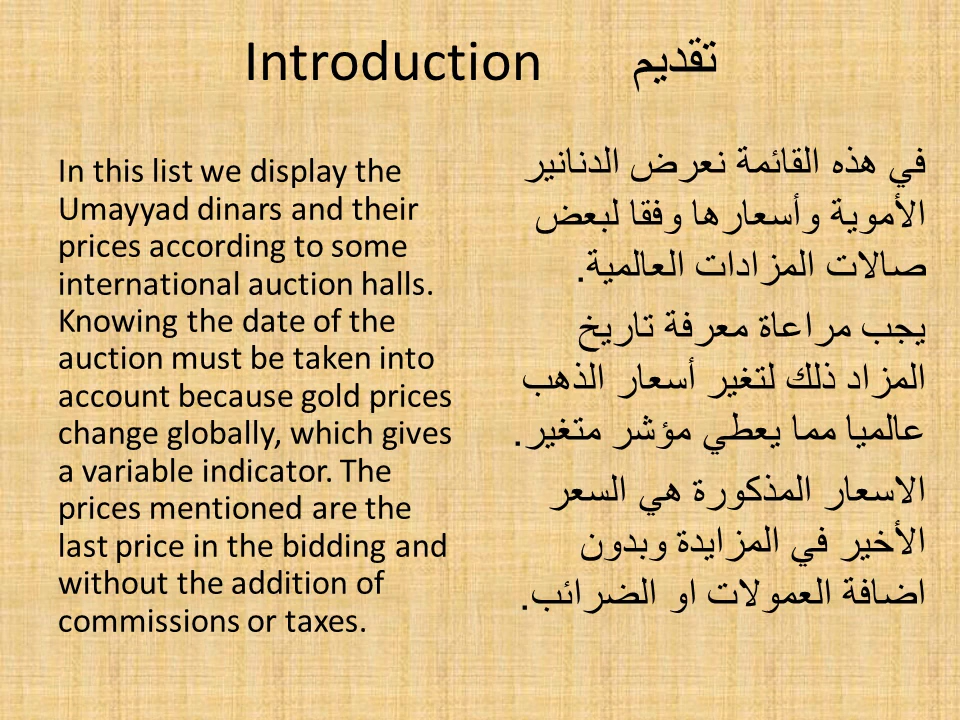 Introduction تقديم
In this list we display the
Umayyad dinars and their
prices according to some
international auction halls.
Knowing the date of the
auction must be taken into
account because gold prices
change globally, which gives
a variable indicator. The
prices mentioned are the
last price in the bidding and
without the addition of
commissions or taxes.
في هذه القائمة نعرض الدنانير
الأموية وأسعارها وفقا لبعض
صالات المزادات العالمية.
يجب مراعاة معرفة تاريخ
المزاد ذلك لتغير أسعار الذهب
عالميا مما يعطي مؤشر متغير.
الاسعار المذكورة هي السعر
الأخير في المزايدة وبدون
اضافة العمولات او الضرائب.